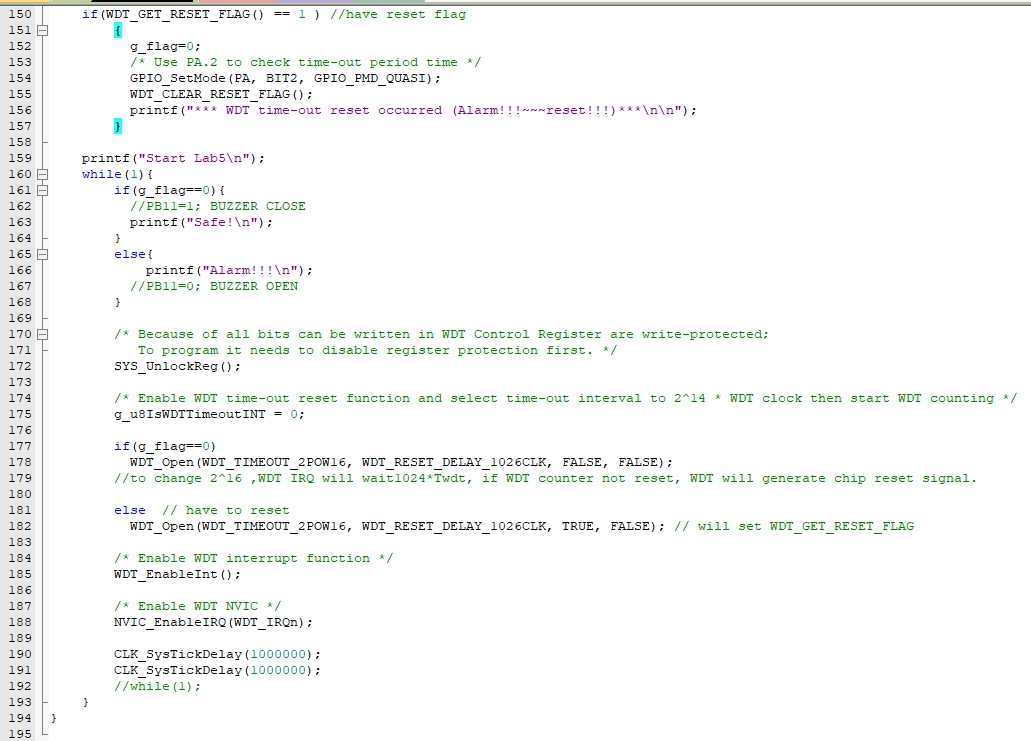 150 if(WDT_GET_RESET_FLAG() == 1 ) //have reset flag
151 {
152 g_flag=0;
153 /* Use PA.2 to check time-out period time */
154 GPIO_SetMode(PA, BIT2, GPIO_PMD_QUASI);
155 WDT_CLEAR_RESET_FLAG();
156 printf("*** WDT time-out reset occurred (Alarm!!!~~~reset!!!)***\n\n");
157 }
158
159 printf("Start Lab5\n");
160 while(1){
161 if(g_flag==0){
162 //PB11=1; BUZZER CLOSE
163 printf("Safe!\n");
164 }
165 else{
166 printf("Alarm!!!\n");
167 //PB11=0; BUZZER OPEN
168 }
169
170 /* Because of all bits can be written in WDT Control Register are write-protected;
171 To program it needs to disable register protection first. */
172 SYS_UnlockReg();
173
174 /* Enable WDT time-out reset function and select time-out interval to 2^14 * WDT clock then start WDT counting */
175 g_u8IsWDTTimeoutINT = 0;
176
177 if(g_flag==0)
178 WDT_Open(WDT_TIMEOUT_2POW16, WDT_RESET_DELAY_1026CLK, FALSE, FALSE);
179 //to change 2^16 ,WDT IRQ will wait1024*Twdt, if WDT counter not reset, WDT will generate chip reset signal.
180
181 else // have to reset
182 WDT_Open(WDT_TIMEOUT_2POW16, WDT_RESET_DELAY_1026CLK, TRUE, FALSE); // will set WDT_GET_RESET_FLAG
183
184 /* Enable WDT interrupt function */
185 WDT_EnableInt();
186
187 /* Enable WDT NVIC */
188 NVIC_EnableIRQ(WDT_IRQn);
189
190 CLK_SysTickDelay(1000000);
191 CLK_SysTickDelay(1000000);
192 //while(1);
193 }
194 }
195